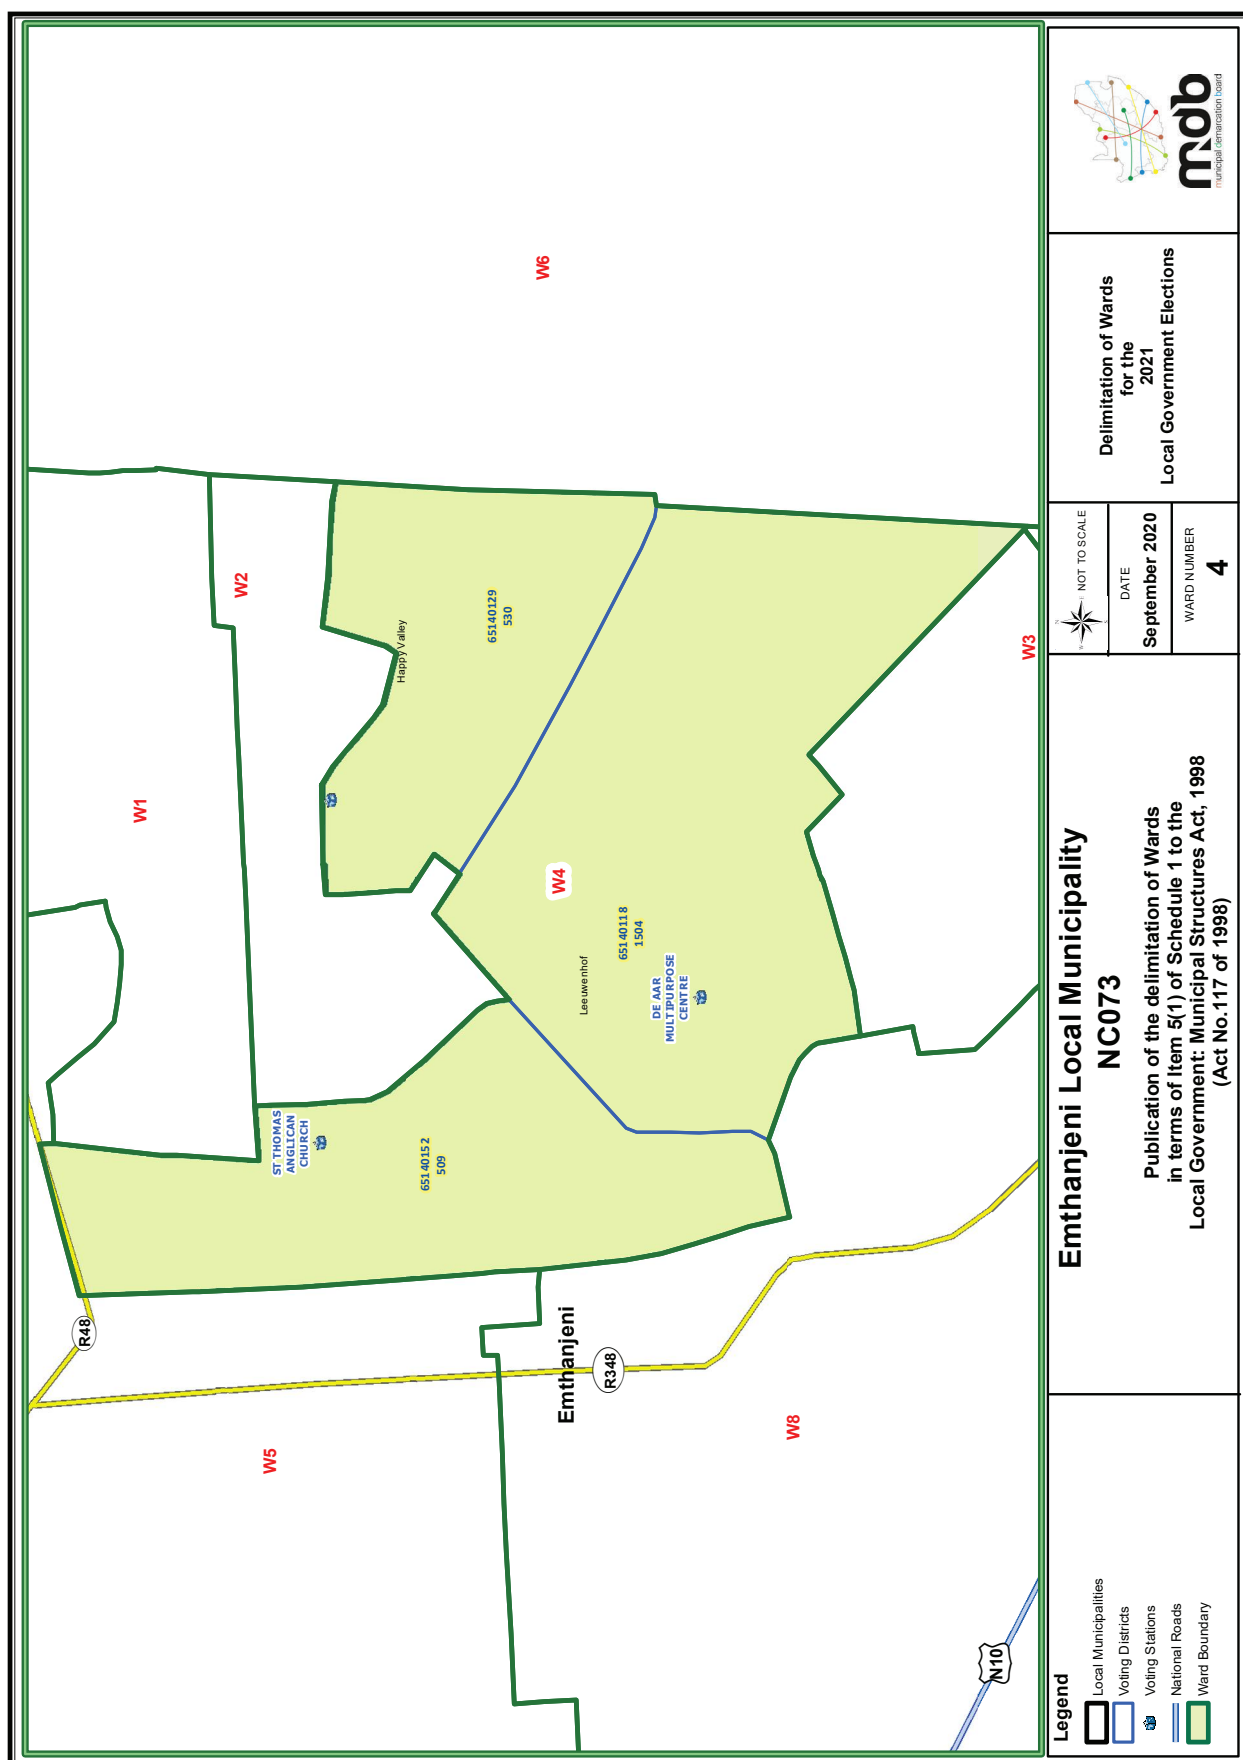 W5
R48
W1
W2
ST THOMAS
ANGLICAN
CHURCH
Happy Valley
65140152
509
65140129
530
W6
Emthanjeni
R348
W4
Leeuwenhof
65140118
1504
DE AAR
MULTIPURPOSE
CENTRE
W8
N10
W3
Legend
Local Municipalities
Voting Districts
Voting Stations
National Roads
Ward Boundary
Emthanjeni Local Municipality
NC073
Publication of the delimitation of Wards
in terms of Item 5(1) of Schedule 1 to the
Local Government: Municipal Structures Act, 1998
(Act No.117 of 1998)
N
W
E
S
NOT TO SCALE
DATE
September 2020
WARD NUMBER
4
Delimitation of Wards
for the
2021
Local Government Elections
mdb
municipal demarcation board